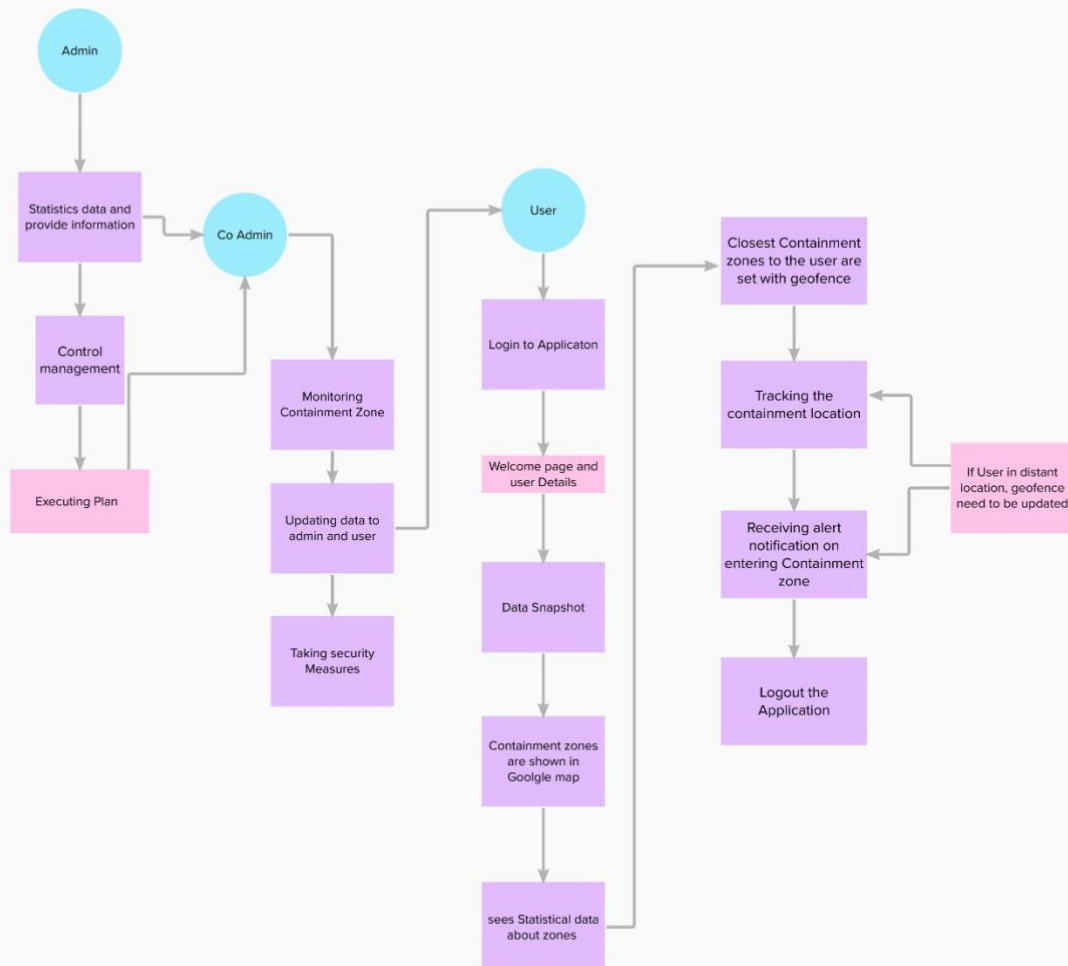 Admin
Statistics data and
provide information
Control
management
Executing Plan
Co Admin
Monitoring
Containment Zone
Updating data to
admin and user
Taking security
Measures
User
Login to Applicaton
Welcome page and
user Details
Data Snapshot
Containment zones
are shown in
Goolgle map
sees Statistical data
about zones
Closest Containment
zones to the user are
set with geofence
Tracking the
containment location
Receiving alert
notification on
entering Containment
zone
Logout the
Application
If User in distant
location, geofence
need to be updated